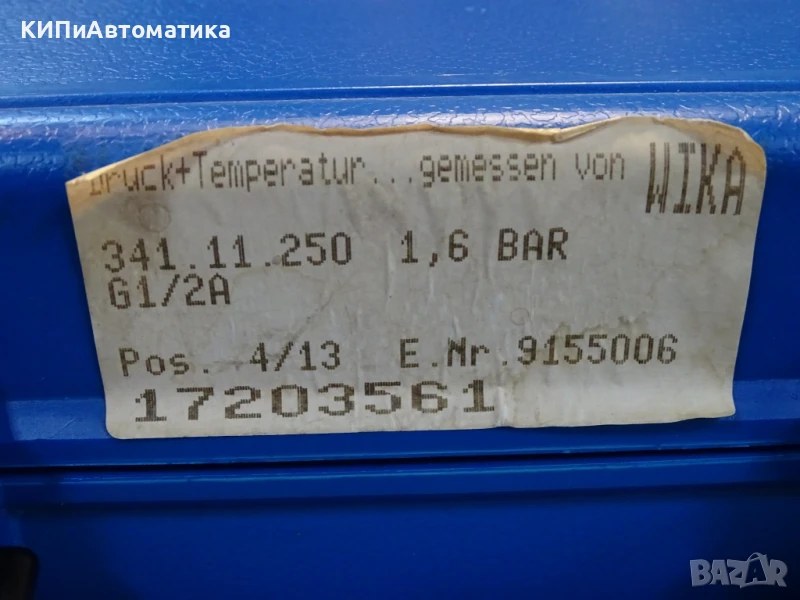 КИПиАвтоматика
Druck+Temperatur...gemessen von WIKA
341.11.250 1,6 BAR
G1/2A
Pos. 4/13 E.Nr.9155006
17203561
BAZAR